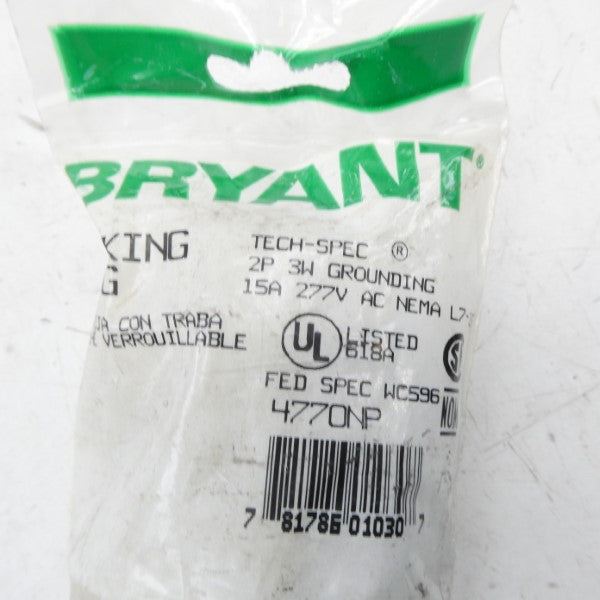 BRYANT®
KING
G
TECH-SPEC ®
2P 3W GROUNDING
15A 277V AC NEMA L7-
CON TRABA
VERROUILLABLE
UL
LISTED
618A
FED SPEC WC596
4770NP
7 81786 01030 7